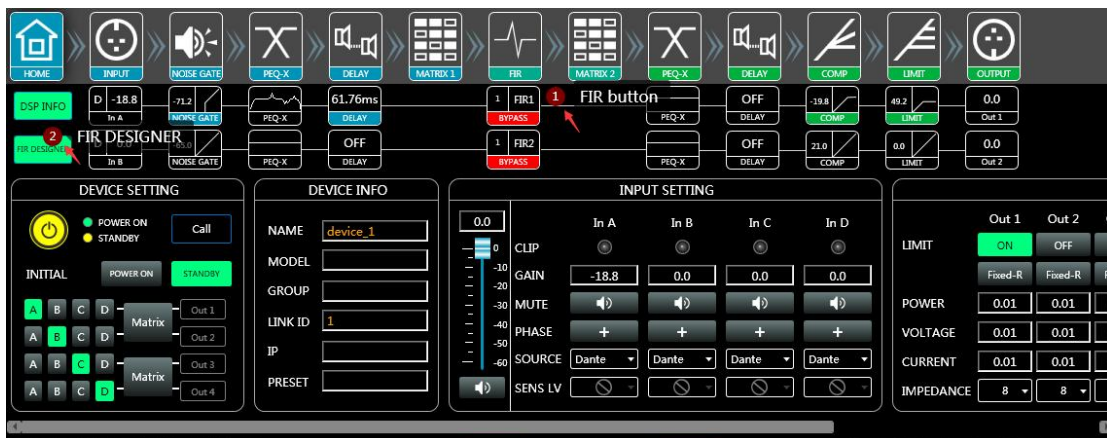 HOME INPUT NOISE GATE PEQ-X DELAY MATRIX 1 FIR MATRIX 2 PEQ-X DELAY COMP LIMIT OUTPUT
DSP INFO D -18.8 -71.2 61.76ms 1 FIR1 1 FIR button OFF -19.8 49.2 0.0
In A NOISE GATE PEQ-X DELAY BYPASS PEQ-X DELAY COMP LIMIT Out 1
2 FIR DESIGNER
FIR DESIGNER D 0.0 -65.0 OFF 1 FIR2 OFF 21.0 0.0 0.0
In B NOISE GATE PEQ-X DELAY BYPASS PEQ-X DELAY COMP LIMIT Out 2
DEVICE SETTING
POWER ON
STANDBY
Call
INITIAL POWER ON STANDBY
A B C D Matrix Out 1
A B C D Out 2
A B C D Matrix Out 3
A B C D Out 4
DEVICE INFO
NAME device_1
MODEL
GROUP
LINK ID 1
IP
PRESET
INPUT SETTING
0.0
0
-10
-20
-30
-40
-50
-60
In A In B In C In D
CLIP
GAIN -18.8 0.0 0.0 0.0
MUTE
PHASE + + + +
SOURCE Dante Dante Dante Dante
SENS LV
Out 1 Out 2
LIMIT ON OFF
Fixed-R Fixed-R
POWER 0.01 0.01
VOLTAGE 0.01 0.01
CURRENT 0.01 0.01
IMPEDANCE 8 8